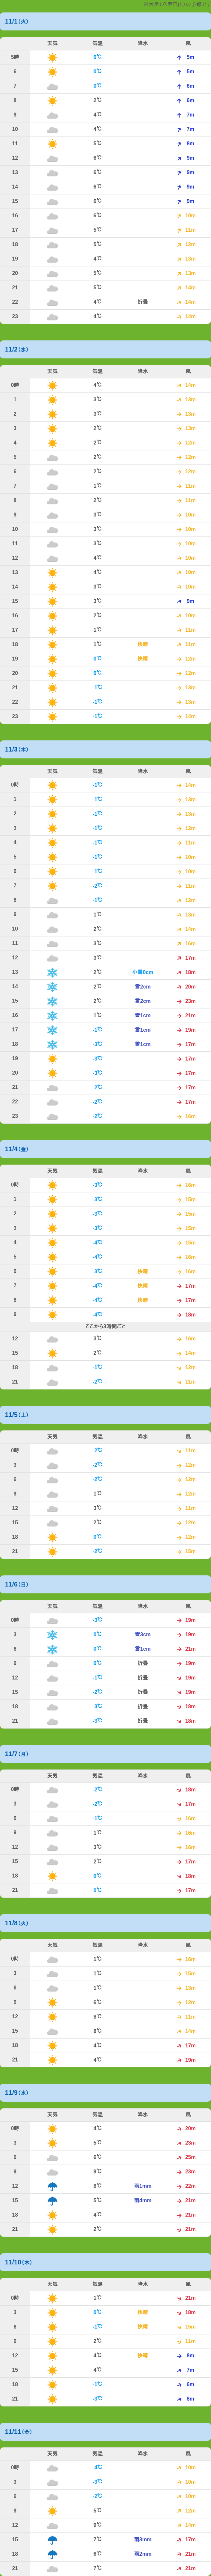 11/1(火)
天気 気温 降水 風
5時 0℃ 5m
6 0℃ 5m
7 0℃ 6m
8 2℃ 6m
9 4℃ 7m
10 4℃ 7m
11 5℃ 8m
12 6℃ 9m
13 6℃ 9m
14 6℃ 9m
15 6℃ 9m
16 6℃ 10m
17 5℃ 11m
18 5℃ 12m
19 4℃ 13m
20 5℃ 13m
21 5℃ 14m
22 4℃ 折畳 14m
23 4℃ 14m
11/2(水)
天気 気温 降水 風
0時 4℃ 14m
1 3℃ 13m
2 3℃ 13m
3 2℃ 13m
4 2℃ 12m
5 2℃ 12m
6 2℃ 12m
7 1℃ 11m
8 2℃ 11m
9 3℃ 10m
10 3℃ 10m
11 3℃ 10m
12 4℃ 10m
13 4℃ 10m
14 3℃ 10m
15 3℃ 9m
16 2℃ 10m
17 1℃ 11m
18 1℃ 快晴 11m
19 0℃ 快晴 12m
20 0℃ 12m
21 -1℃ 13m
22 -1℃ 13m
23 -1℃ 14m
11/3(木)
天気 気温 降水 風
0時 -1℃ 14m
1 -1℃ 13m
2 -1℃ 13m
3 -1℃ 12m
4 -1℃ 11m
5 -1℃ 10m
6 -1℃ 10m
7 -2℃ 11m
8 -1℃ 12m
9 1℃ 13m
10 2℃ 14m
11 3℃ 16m
12 3℃ 17m
13 2℃ 小雪0cm 18m
14 2℃ 雪2cm 20m
15 2℃ 雪2cm 23m
16 1℃ 雪1cm 21m
17 -1℃ 雪1cm 19m
18 -3℃ 雪1cm 17m
19 -3℃ 17m
20 -3℃ 17m
21 -2℃ 17m
22 -2℃ 17m
23 -2℃ 16m
11/4(金)
天気 気温 降水 風
0時 -3℃ 16m
1 -3℃ 15m
2 -3℃ 15m
3 -3℃ 15m
4 -4℃ 15m
5 -4℃ 16m
6 -3℃ 快晴 16m
7 -4℃ 快晴 17m
8 -4℃ 快晴 17m
9 -4℃ 18m
ここから3時間ごと
12 3℃ 16m
15 2℃ 14m
18 -1℃ 12m
21 -2℃ 11m
11/5(土)
天気 気温 降水 風
0時 -2℃ 11m
3 -2℃ 12m
6 -2℃ 12m
9 1℃ 12m
12 3℃ 11m
15 2℃ 12m
18 0℃ 12m
21 -2℃ 15m
11/6(日)
天気 気温 降水 風
0時 -3℃ 19m
3 0℃ 雪3cm 19m
6 0℃ 雪1cm 21m
9 0℃ 折畳 19m
12 -1℃ 折畳 19m
15 -2℃ 折畳 19m
18 -3℃ 折畳 18m
21 -3℃ 折畳 18m
11/7(月)
天気 気温 降水 風
0時 -2℃ 18m
3 -2℃ 17m
6 -1℃ 16m
9 1℃ 16m
12 3℃ 16m
15 2℃ 17m
18 0℃ 18m
21 0℃ 17m
11/8(火)
天気 気温 降水 風
0時 1℃ 16m
3 1℃ 15m
6 1℃ 13m
9 6℃ 12m
12 8℃ 11m
15 8℃ 14m
18 4℃ 17m
21 4℃ 19m
11/9(水)
天気 気温 降水 風
0時 4℃ 20m
3 5℃ 23m
6 6℃ 25m
9 9℃ 23m
12 8℃ 雨1mm 22m
15 5℃ 雨4mm 21m
18 4℃ 21m
21 2℃ 21m
11/10(木)
天気 気温 降水 風
0時 1℃ 21m
3 0℃ 快晴 18m
6 -1℃ 快晴 15m
9 2℃ 11m
12 4℃ 快晴 8m
15 4℃ 7m
18 -1℃ 6m
21 -3℃ 8m
11/11(金)
天気 気温 降水 風
0時 -4℃ 10m
3 -3℃ 10m
6 -2℃ 10m
9 5℃ 12m
12 9℃ 14m
15 7℃ 雨3mm 17m
18 6℃ 雨2mm 21m
21 7℃ 21m